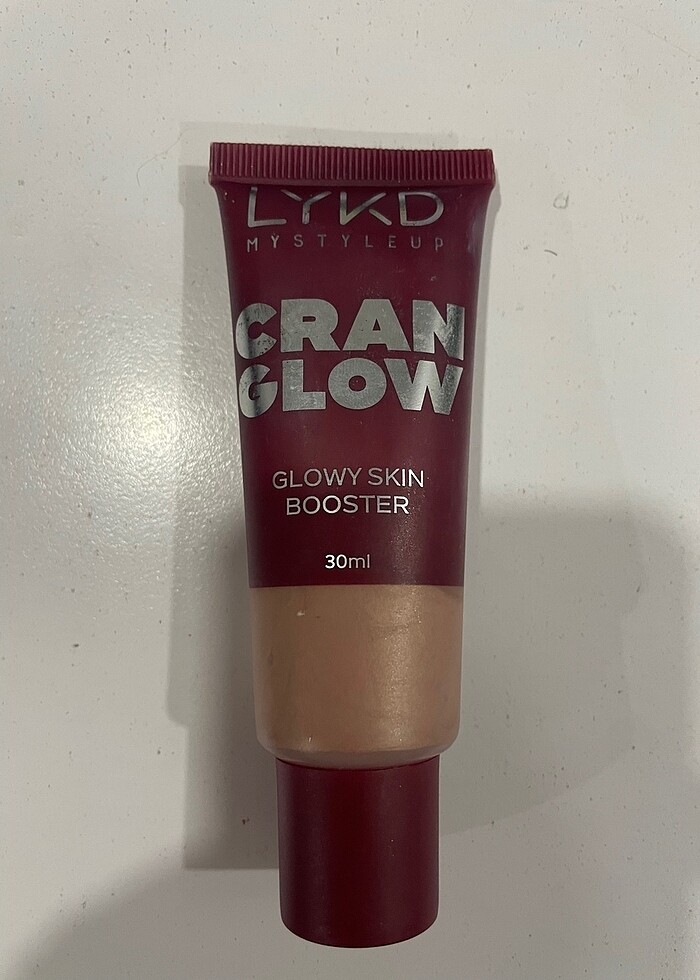 LYKD
MYSTYLEUP
CRAN
GLOW
GLOWY SKIN
BOOSTER
30ml